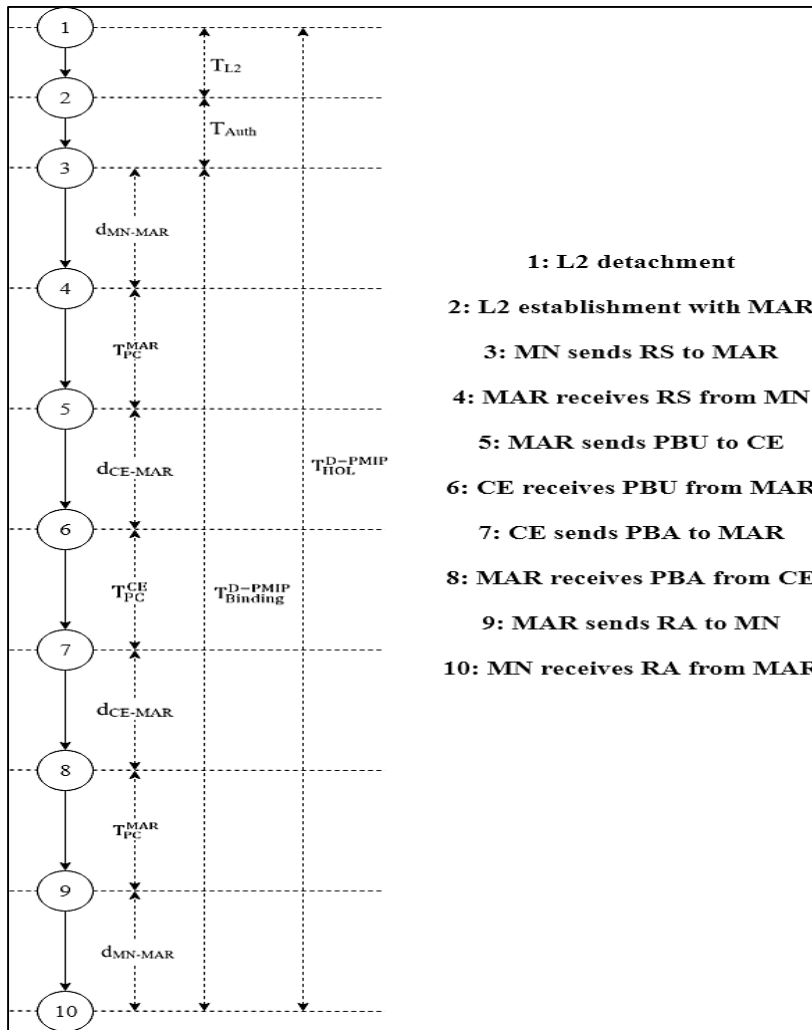 1
T_L2
2
T_Auth
3
d_MN-MAR
4
T_PC^MAR
5
d_CE-MAR
T_HOL^D-PMIP
6
T_PC^CE
T_Binding^D-PMIP
7
d_CE-MAR
8
T_PC^MAR
9
d_MN-MAR
10
1: L2 detachment
2: L2 establishment with MAR
3: MN sends RS to MAR
4: MAR receives RS from MN
5: MAR sends PBU to CE
6: CE receives PBU from MAR
7: CE sends PBA to MAR
8: MAR receives PBA from CE
9: MAR sends RA to MN
10: MN receives RA from MAR